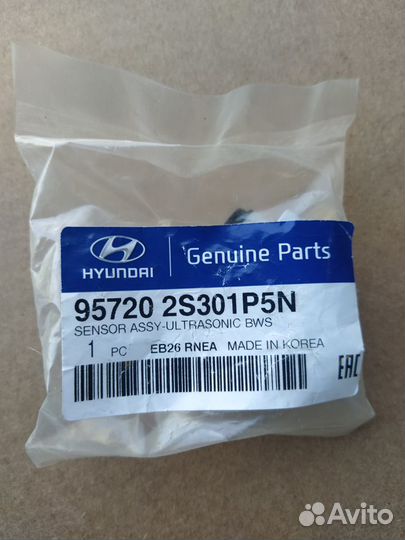 HYUNDAI
Genuine Parts
95720 2S301P5N
SENSOR ASSY-ULTRASONIC BWS
1 PC EB26 RNEA MADE IN KOREA
EAC
Avito